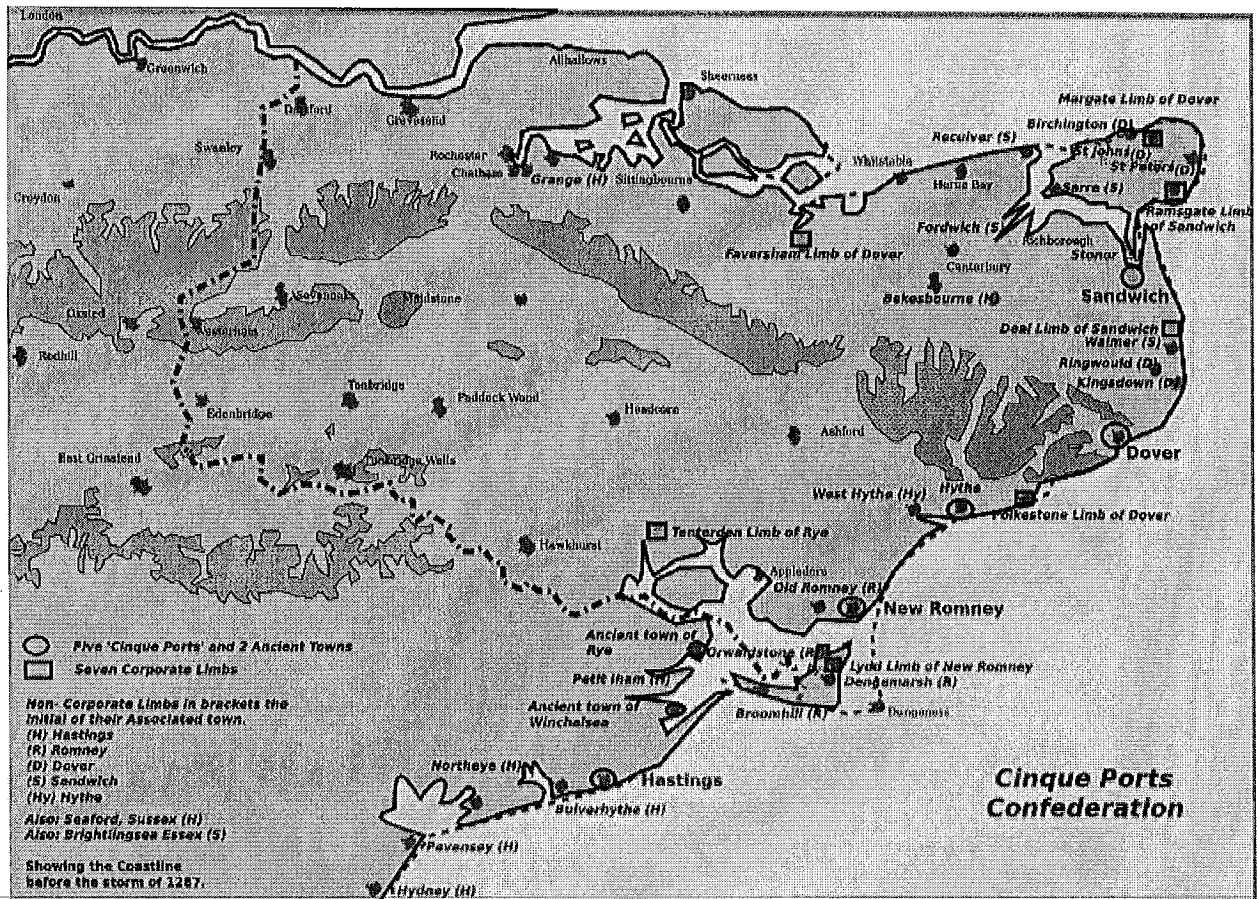 London
Greenwich
Allhallows
Sheerness
Dartford
Gravesend
Margate Limb of Dover
Birchington (D)
Reculver (S)
St Johns(D)
St Peters(D)
Swanley
Rochester
Chatham
Grange (H)
Sittingbourne
Whitstable
Herne Bay
Sarre (S)
Croydon
Ramsgate Limb
of Sandwich
Fordwich (S)
Richborough
Stonor
Faversham Limb of Dover
Canterbury
Sandwich
Bekesbourne (H)
Sevenoaks
Maidstone
Oxted
Westerham
Redhill
Deal Limb of Sandwich
Walmer (S)
Ringwould (D)
Kingsdown (D)
Tonbridge
Paddock Wood
Edenbridge
Headcorn
Ashford
Dover
East Grinstead
Tunbridge Wells
West Hythe (Hy)
Hythe
Folkestone Limb of Dover
Tenterden Limb of Rye
Hawkhurst
Appledore
Old Romney (R)
New Romney
Ancient town of
Rye
Orwardstone (R)
Lydd Limb of New Romney
Dengemarsh (R)
Petit Iham (H)
Ancient town of
Winchelsea
Broomhill (R)
Dungeness
Northeye (H)
Hastings
Bulverhythe (H)
Pevensey (H)
Hydney (H)
Five 'Cinque Ports' and 2 Ancient Towns
Seven Corporate Limbs
Non- Corporate Limbs in brackets the
initial of their Associated town.
(H) Hastings
(R) Romney
(D) Dover
(S) Sandwich
(Hy) Hythe
Also: Seaford, Sussex (H)
Also: Brightlingsea Essex (S)
Showing the Coastline
before the storm of 1287.
Cinque Ports
Confederation